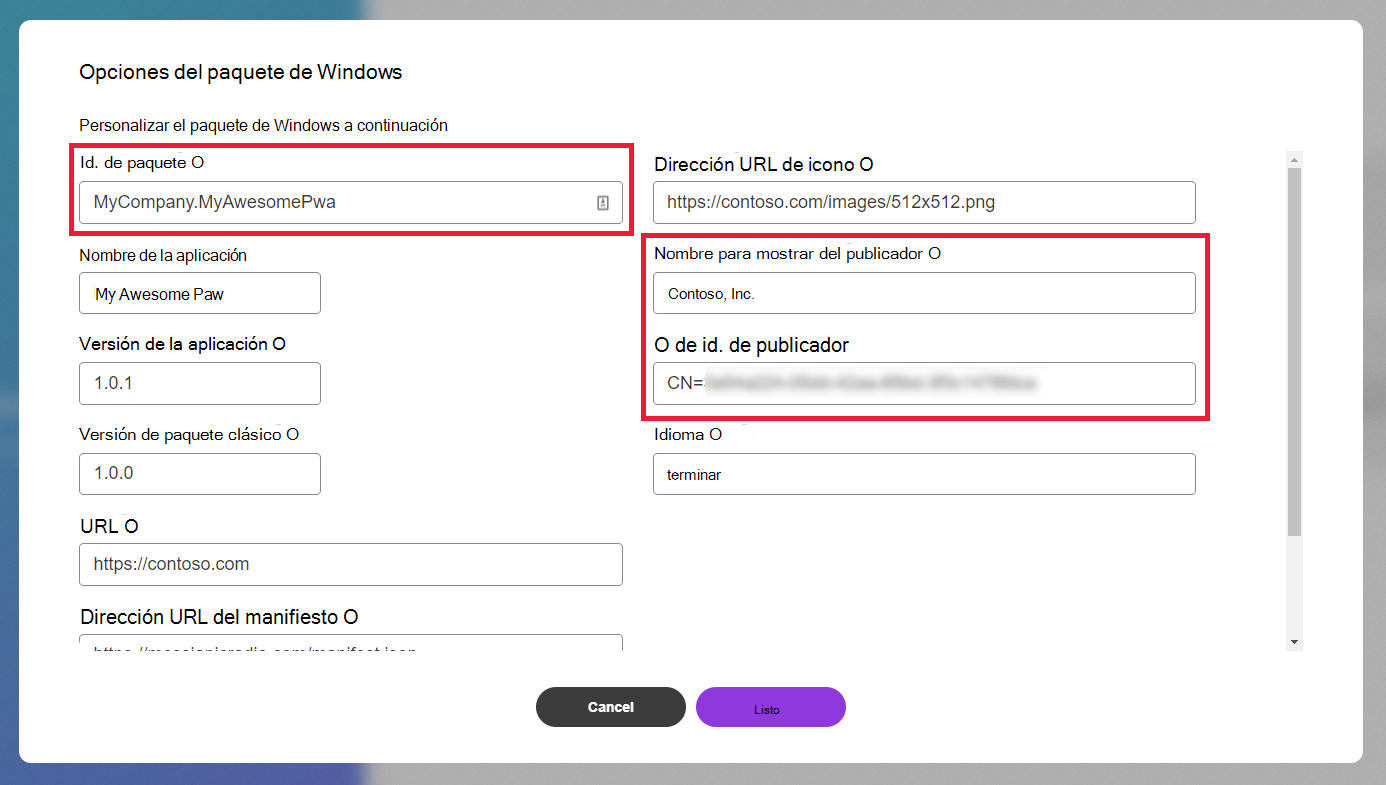 Opciones del paquete de Windows
Personalizar el paquete de Windows a continuación
Id. de paquete O
MyCompany.MyAwesomePwa
Nombre de la aplicación
My Awesome Paw
Versión de la aplicación O
1.0.1
Versión de paquete clásico O
1.0.0
URL O
https://contoso.com
Dirección URL del manifiesto O
Dirección URL de icono O
https://contoso.com/images/512x512.png
Nombre para mostrar del publicador O
Contoso, Inc.
O de id. de publicador
CN=
Idioma O
terminar
Cancel
Listo